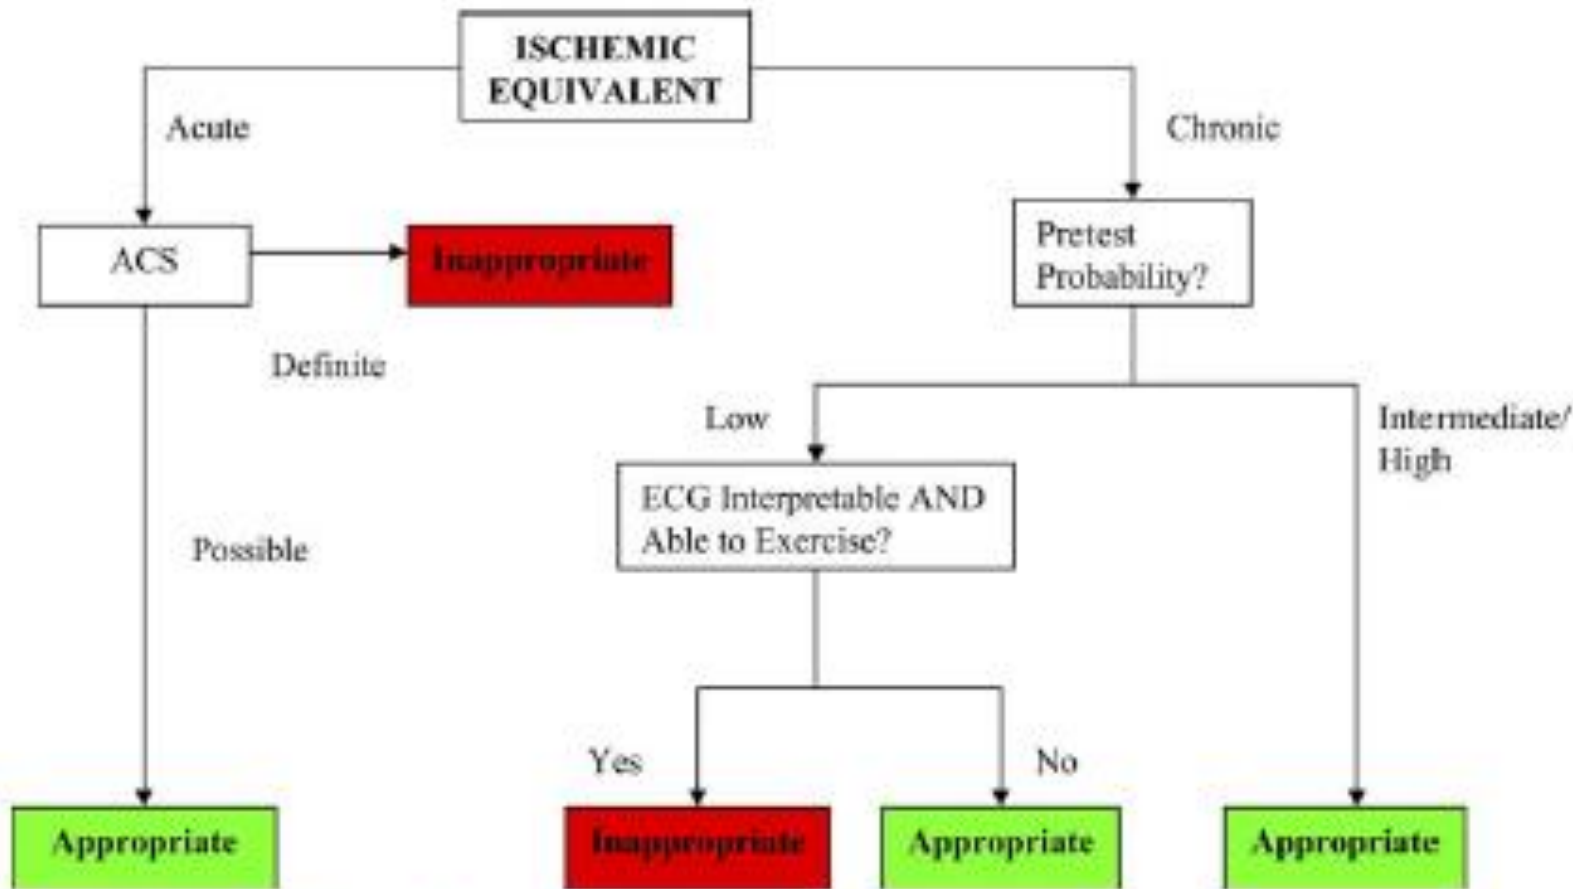 ISCHEMIC
EQUIVALENT
Acute
Chronic
ACS
Inappropriate
Pretest
Probability?
Definite
Low
Intermediate/
High
ECG Interpretable AND
Able to Exercise?
Possible
Yes
No
Appropriate
Inappropriate
Appropriate
Appropriate